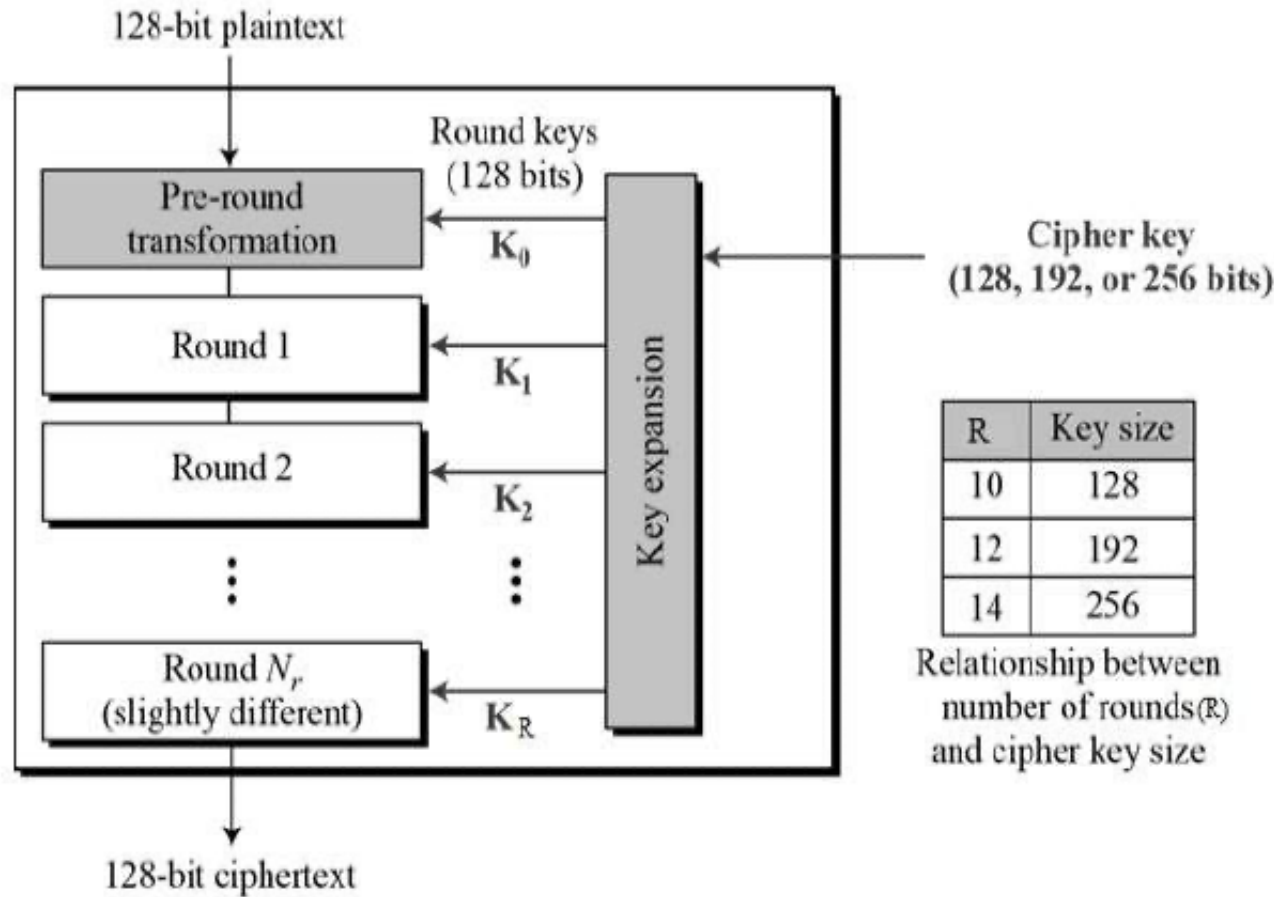 128-bit plaintext
Round keys
(128 bits)
Pre-round
transformation
K0
Cipher key
(128, 192, or 256 bits)
Round 1
K1
Key expansion
Round 2
K2
R Key size
10 128
12 192
14 256
Relationship between
number of rounds(R)
and cipher key size
Round Nr
(slightly different)
KR
128-bit ciphertext